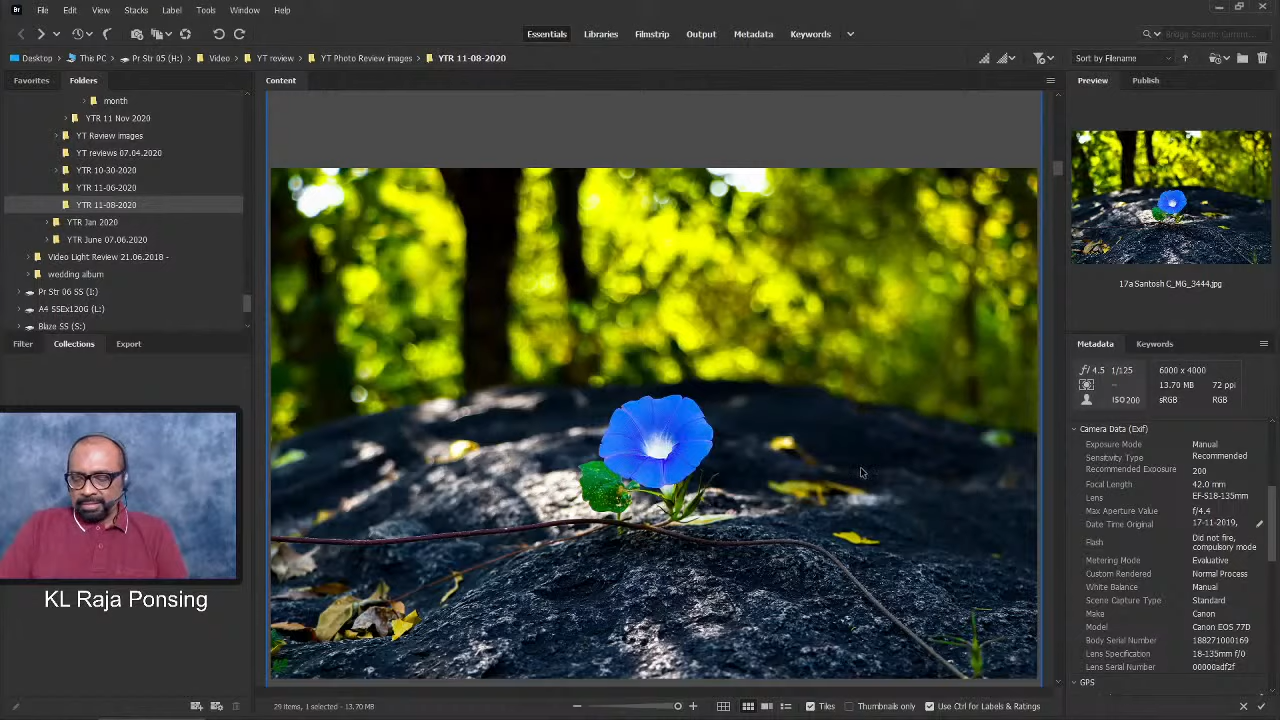 Br File Edit View Stacks Label Tools Window Help
Essentials Libraries Filmstrip Output Metadata Keywords
Bridge Search: Current...
Desktop This PC Pr Str 05 (H:) Video YT review YT Photo Review images YTR 11-08-2020
Sort by Filename
Favorites Folders
month
YTR 11 Nov 2020
YT Review images
YT reviews 07.04.2020
YTR 10-30-2020
YTR 11-06-2020
YTR 11-08-2020
YTR Jan 2020
YTR June 07.06.2020
Video Light Review 21.06.2018 -
wedding album
Pr Str 06 SS (I:)
A4 SSEx120G (L:)
Blaze SS (S:)
Filter Collections Export
KL Raja Ponsing
Content
29 items, 1 selected - 13.70 MB
Tiles Thumbnails only Use Ctrl for Labels & Ratings
Preview Publish
17a Santosh C_MG_3444.jpg
Metadata Keywords
f/ 4.5 1/125 6000 x 4000
-- 13.70 MB 72 ppi
ISO200 sRGB RGB
Camera Data (Exif)
Exposure Mode Manual
Sensitivity Type Recommended
Recommended Exposure 200
Focal Length 42.0 mm
Lens EF-S18-135mm
Max Aperture Value f/4.4
Date Time Original 17-11-2019,
Flash Did not fire,
compulsory mode
Metering Mode Evaluative
Custom Rendered Normal Process
White Balance Manual
Scene Capture Type Standard
Make Canon
Model Canon EOS 77D
Body Serial Number 188271000169
Lens Specification 18-135mm f/0
Lens Serial Number 00000adf2f
GPS